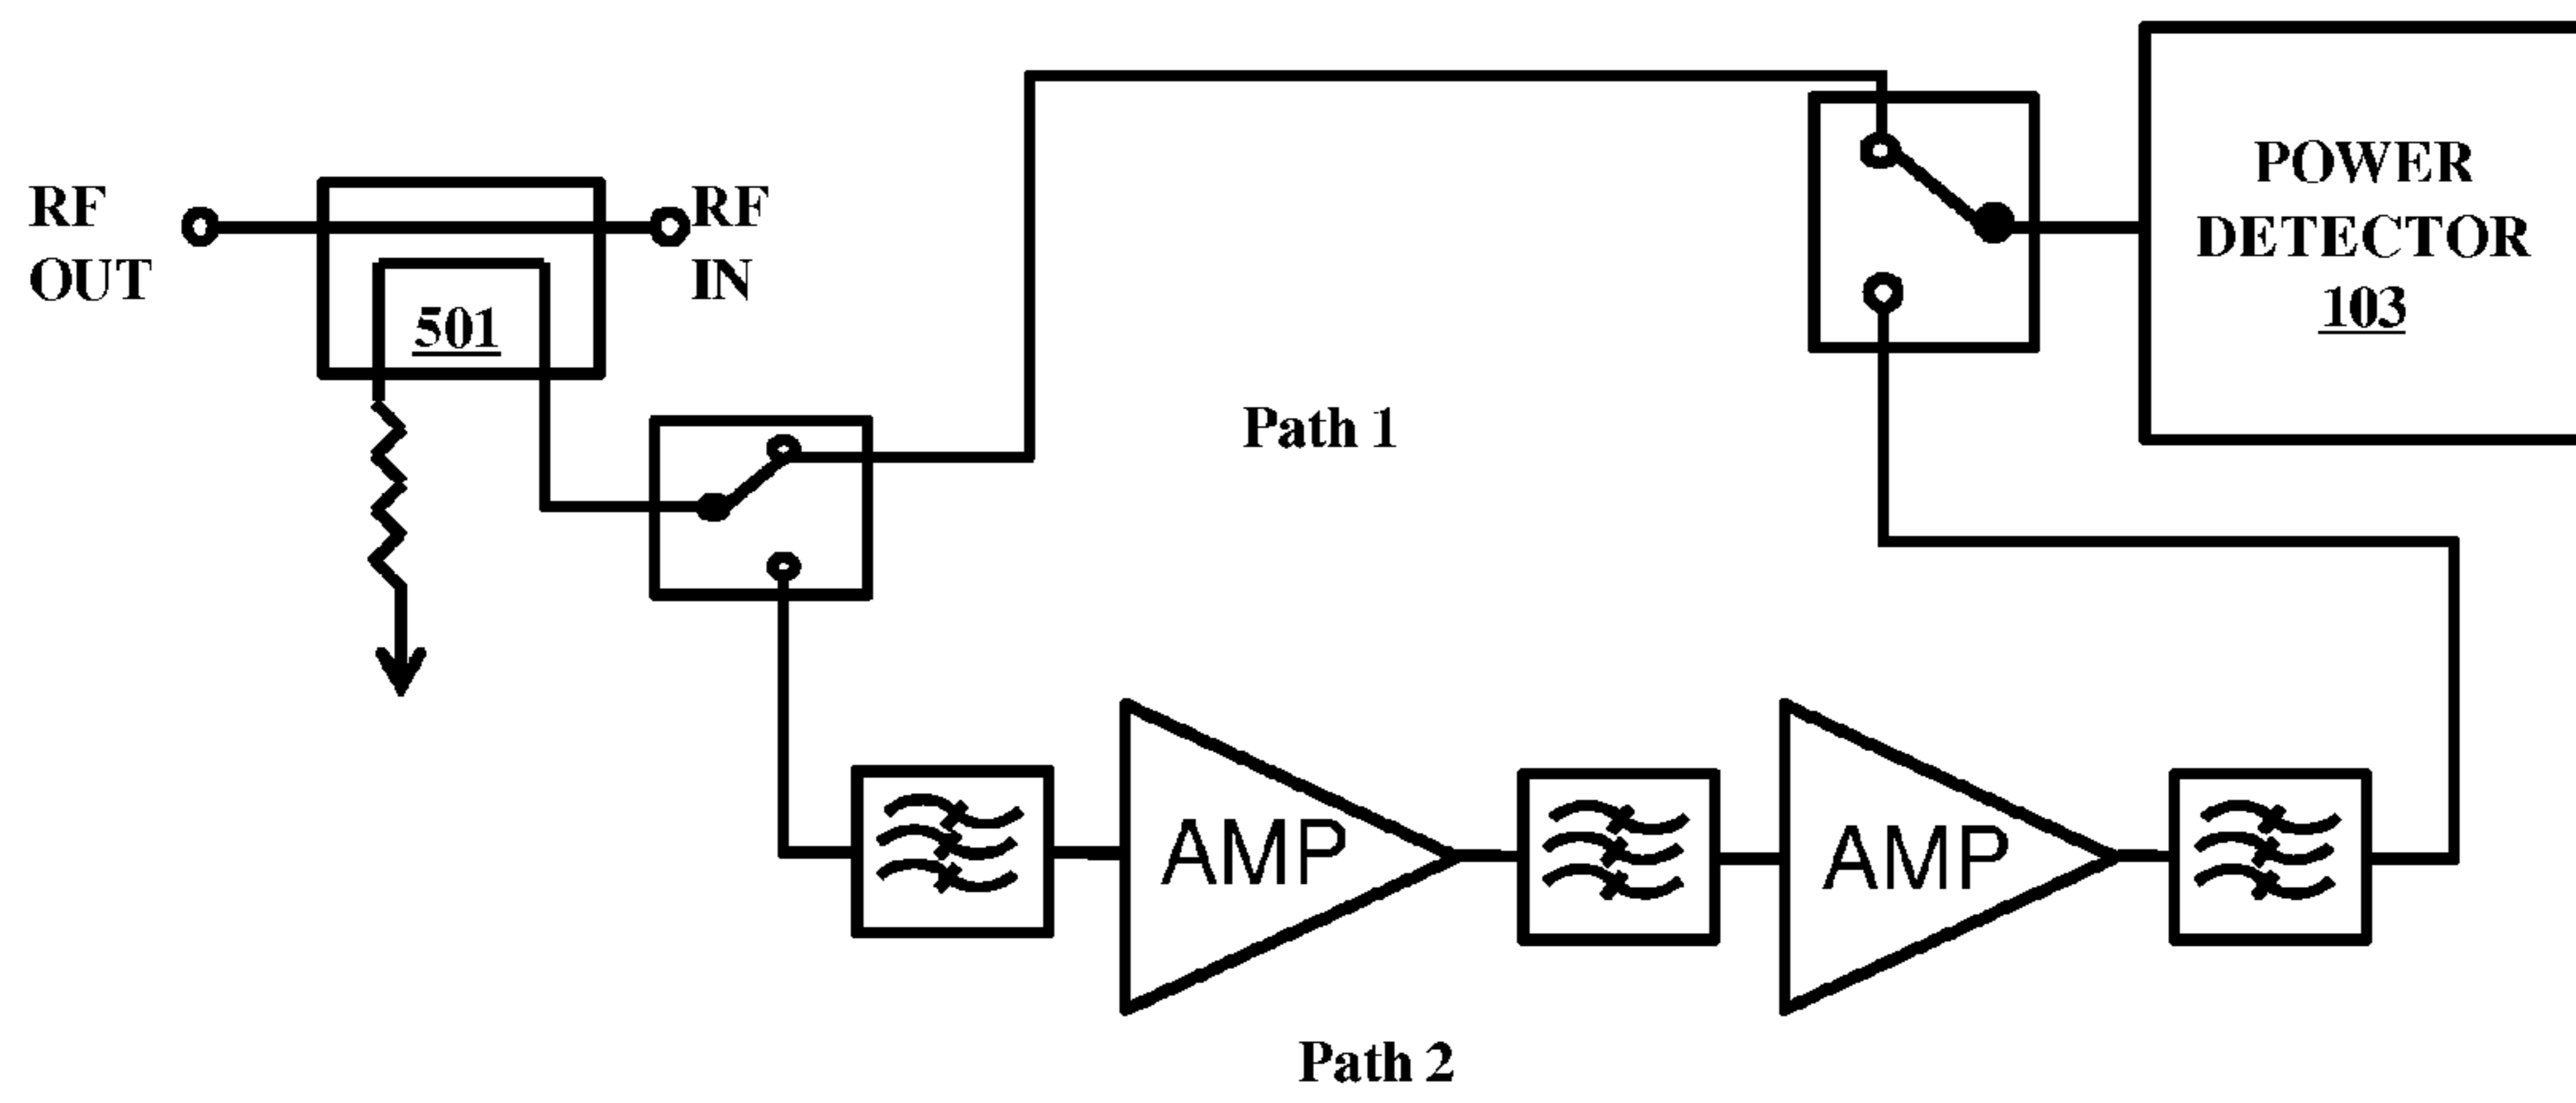 RF
OUT
RF
IN
501
POWER
DETECTOR
103
Path 1
AMP
AMP
Path 2